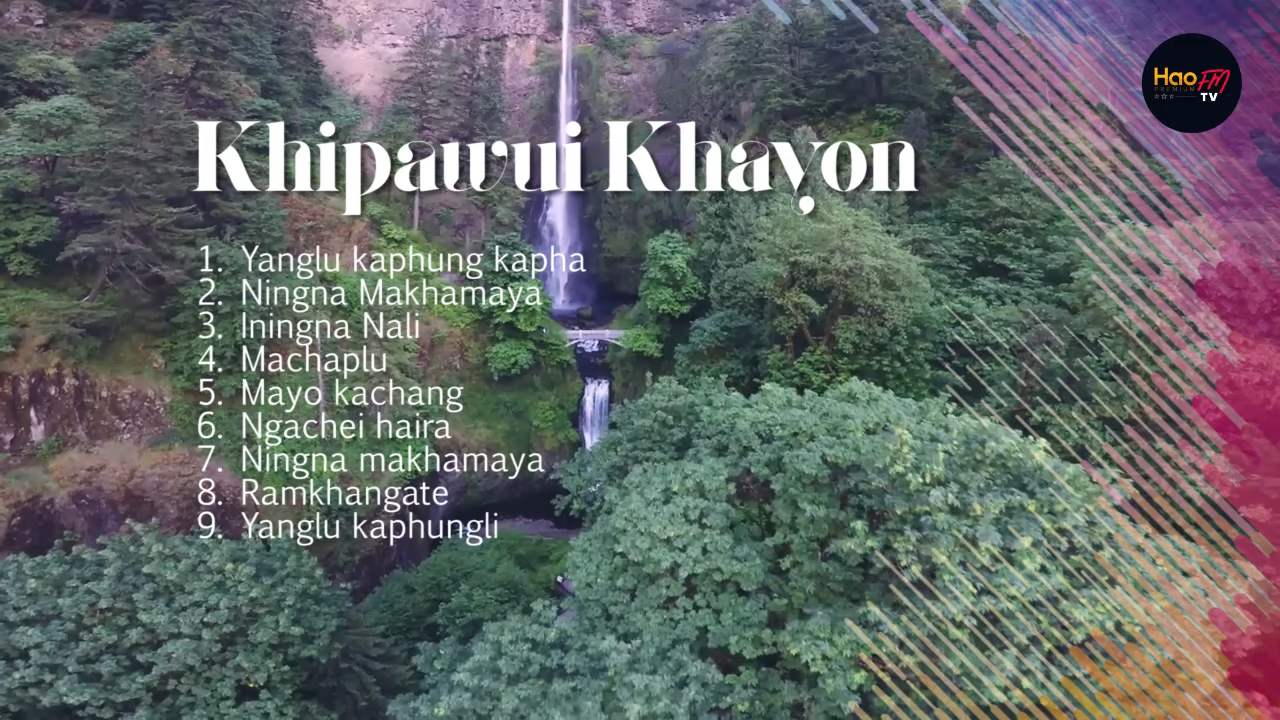 Hao FM
PREMIUM
TV
Khipawui Khayon
1. Yanglu kaphung kapha
2. Ningna Makhamaya
3. Iningna Nali
4. Machaplu
5. Mayo kachang
6. Ngachei haira
7. Ningna makhamaya
8. Ramkhangate
9. Yanglu kaphungli